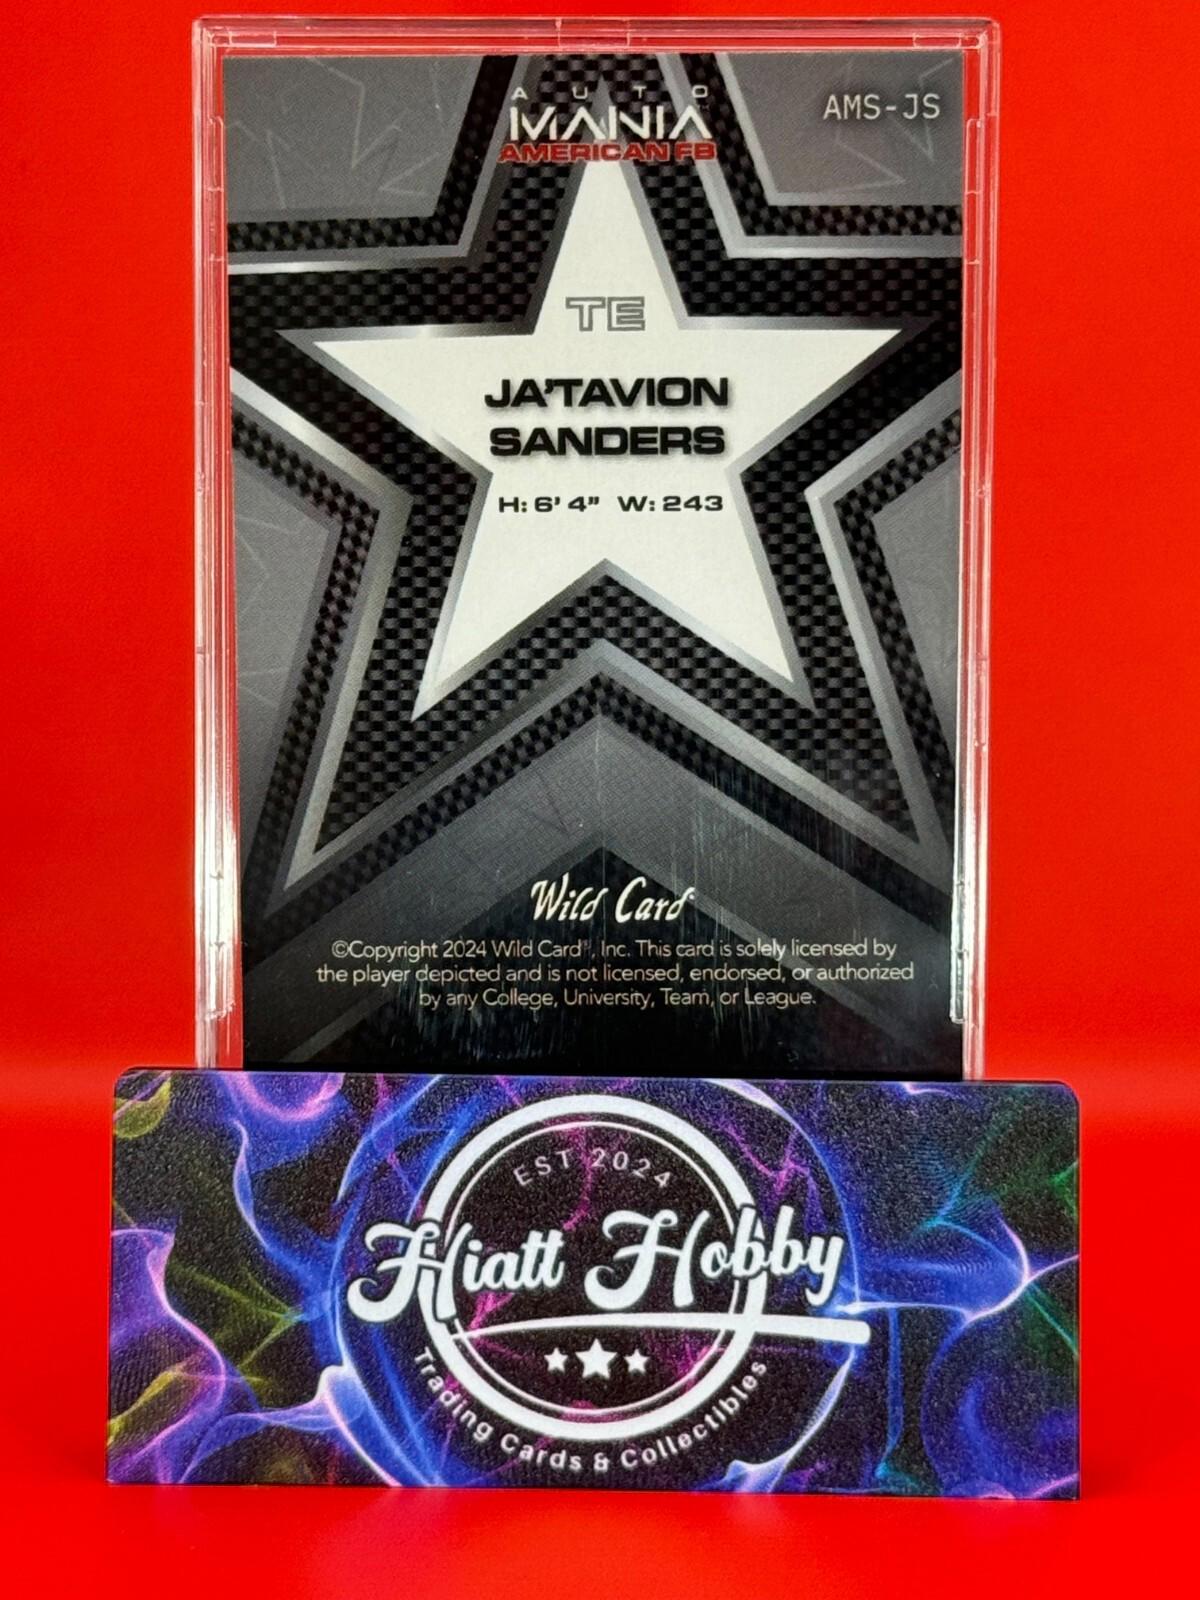 AUTO
MANIA™
AMERICAN FB
AMS-JS
TE
JA'TAVION
SANDERS
H: 6' 4" W: 243
Wild Card®
©Copyright 2024 Wild Card®, Inc. This card is solely licensed by
the player depicted and is not licensed, endorsed, or authorized
by any College, University, Team, or League.
EST 2024
Hiatt Hobby
Trading Cards & Collectibles